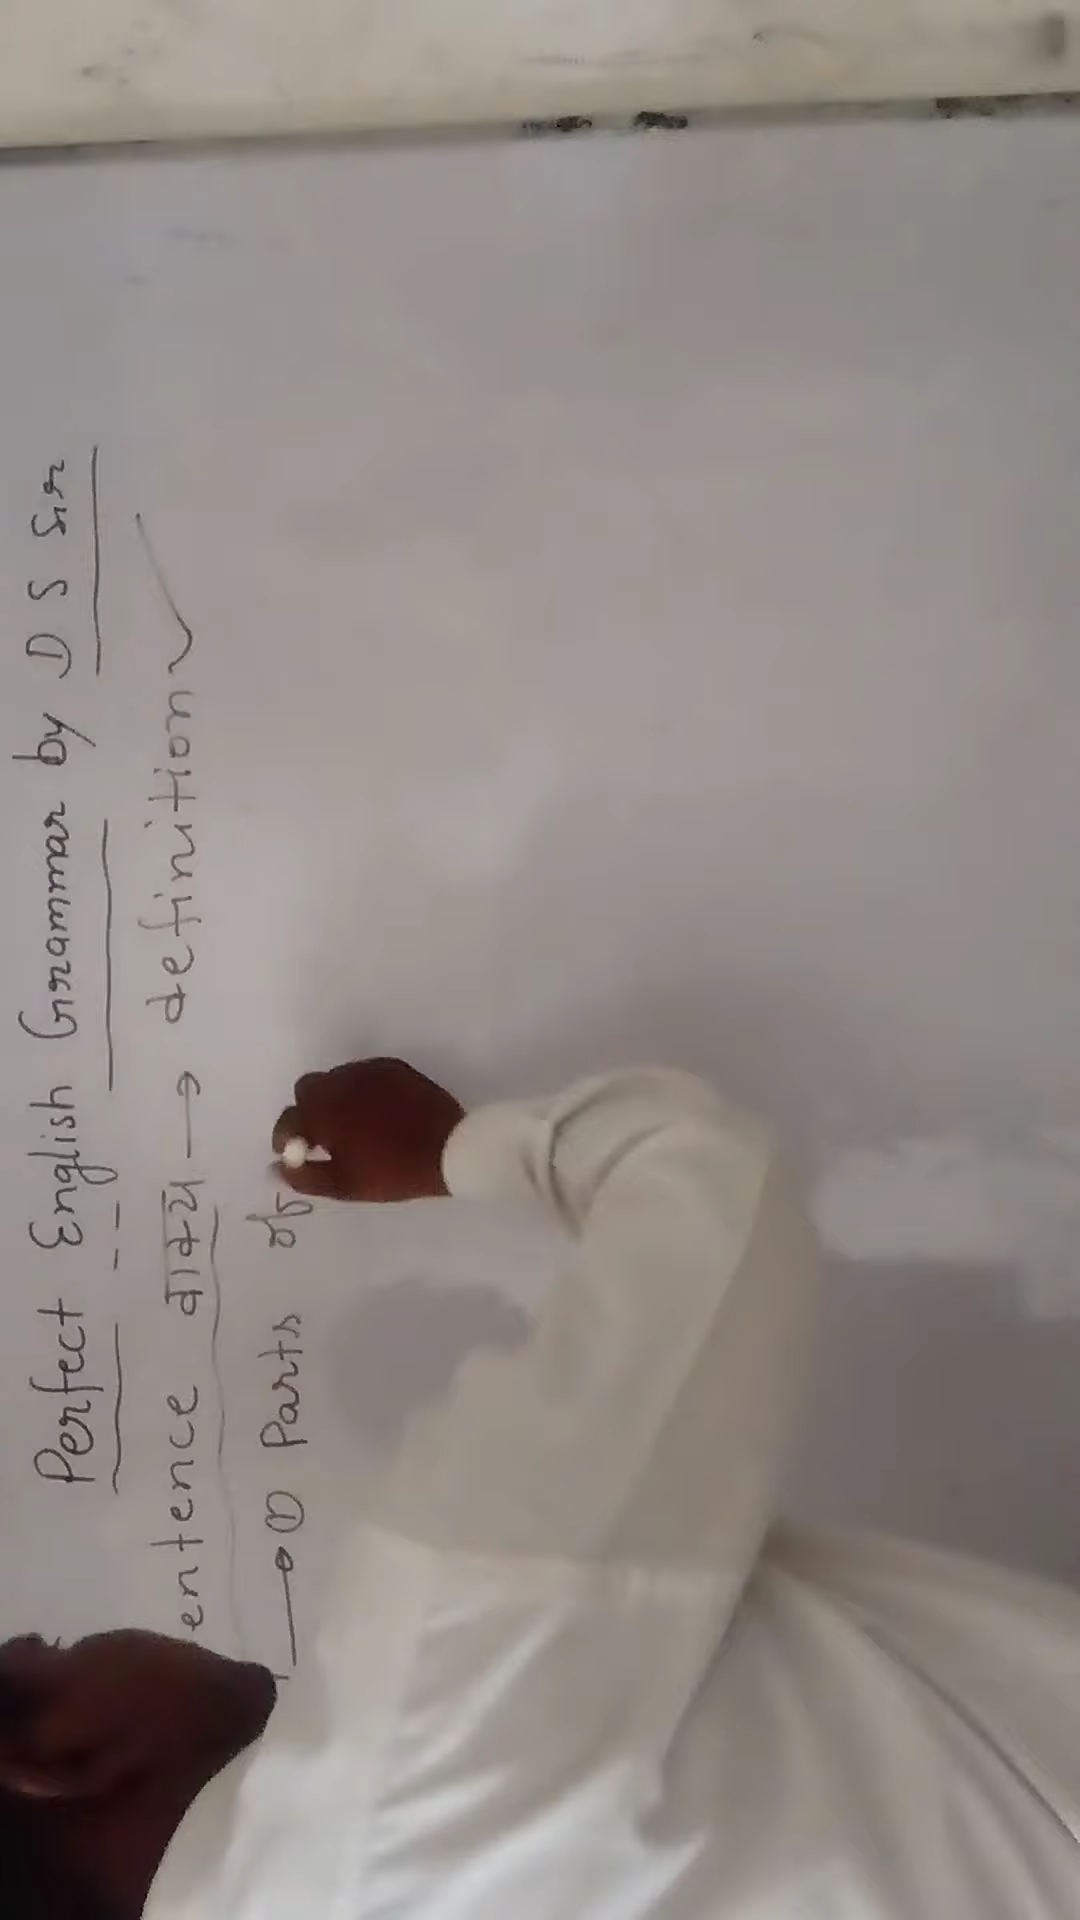 Perfect English Grammar by D S Sir
entence वाक्य → definition ✓
→ ① Parts of